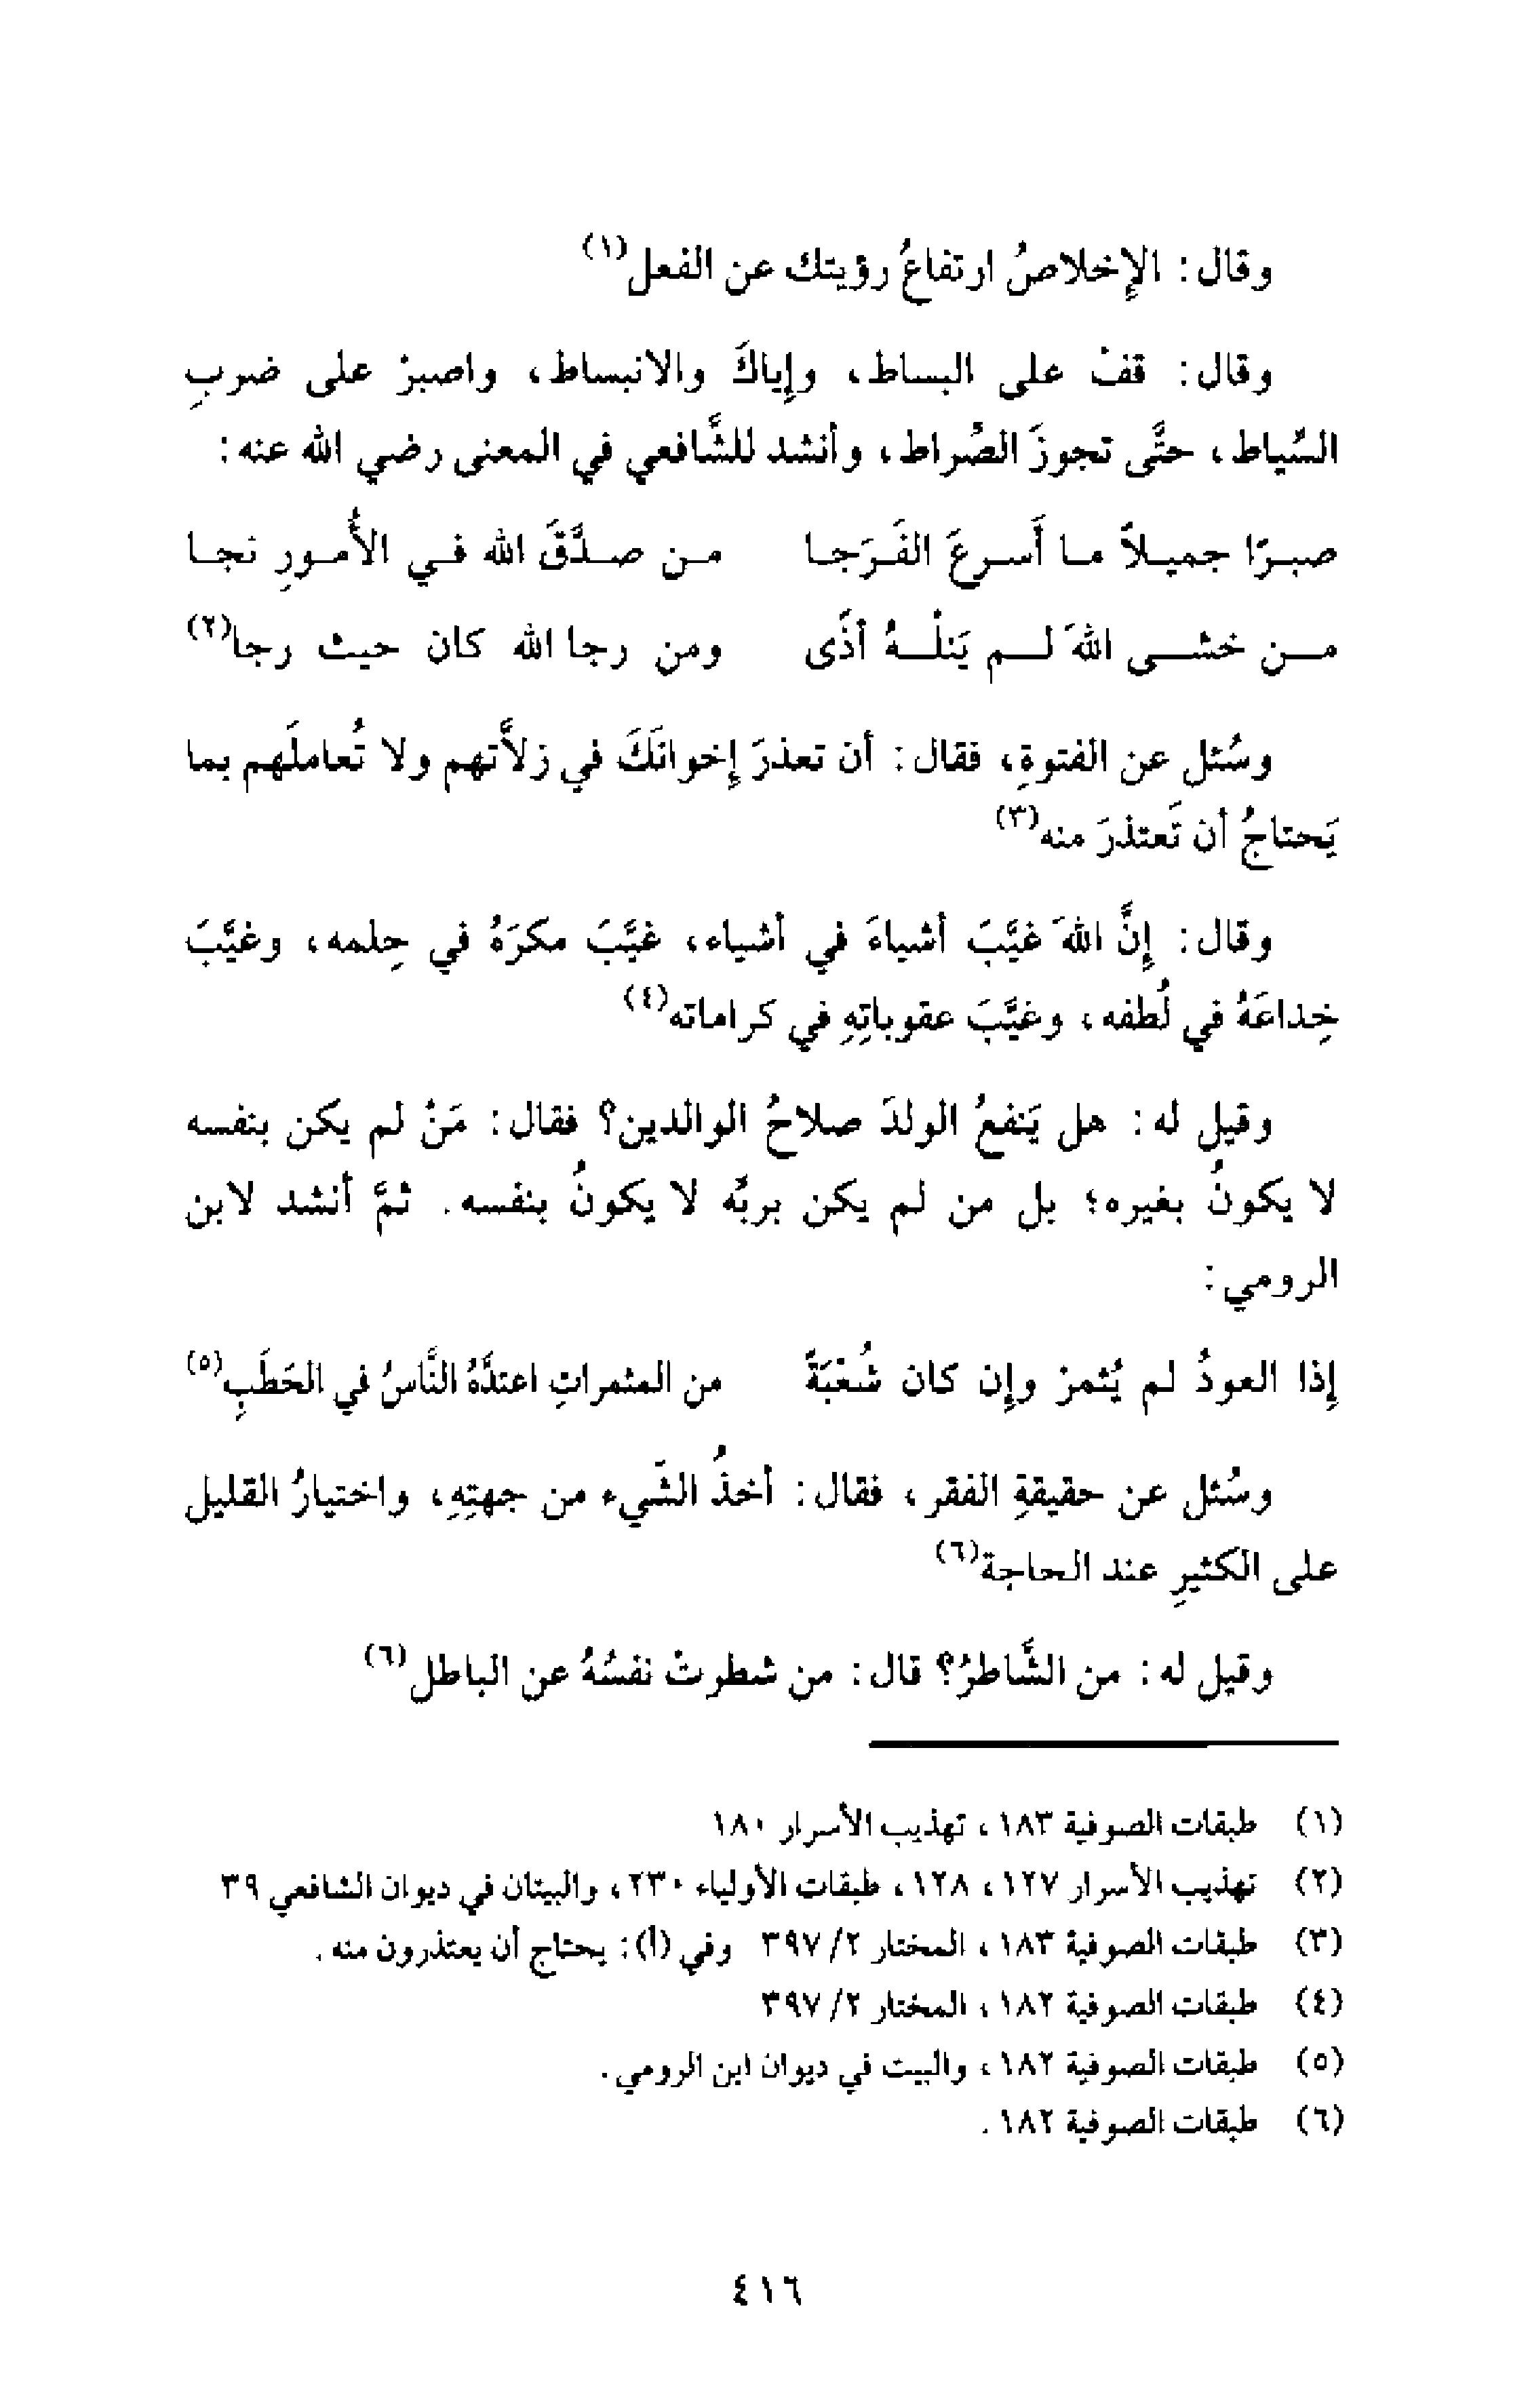 وقال: الإِخلاصُ ارتفاعُ رؤيتك عن الفعل(١)
وقال: قفْ على البساط، وإِياكَ والانبساط، واصبرْ على ضربِ
السِّياط، حتَّى تجوزَ الصِّراط، وأنشد للشَّافعي في المعنى رضي الله عنه:
صبرًا جميلاً ما أَسرعَ الفَرَجا    من صدَّقَ الله في الأُمورِ نجا
من خشى اللهَ لم يَنلْهُ أذًى    ومن رجا الله كان حيث رجا(٢)
وسُئل عن الفتوةِ، فقال: أن تعذرَ إخوانَكَ في زلاَّتهم ولا تُعاملَهم بما
يَحتاجُ أن تَعتذرَ منه(٣)
وقال: إِنَّ اللهَ غيَّبَ أشياءَ في أشياء، غيَّبَ مكرَهُ في حِلمه، وغيَّبَ
خِداعَهُ في لُطفه، وغيَّبَ عقوباتِهِ في كراماته(٤)
وقيل له: هل يَنفعُ الولدَ صلاحُ الوالدين؟ فقال: مَنْ لم يكن بنفسه
لا يكونُ بغيره؛ بل من لم يكن بربِّه لا يكونُ بنفسه. ثمَّ أنشد لابن
الرومي:
إِذا العودُ لم يُثمرْ وإِن كان شُعْبَةً    من المثمراتِ اعتدَّهُ النَّاسُ في الحَطَبِ(٥)
وسُئل عن حقيقةِ الفقر، فقال: أخذُ الشَّيء من جهتِهِ، واختيارُ القليل
على الكثيرِ عند الحاجة(٦)
وقيل له: من الشَّاطرُ؟ قال: من شطرتْ نفسُهُ عن الباطل(٦)
(١) طبقات الصوفية ١٨٣، تهذيب الأسرار ١٨٠
(٢) تهذيب الأسرار ١٢٧، ١٢٨، طبقات الأولياء ٢٣٠، والبيتان في ديوان الشافعي ٣٩
(٣) طبقات الصوفية ١٨٣، المختار ٢/ ٣٩٧ وفي (أ): يحتاج أن يعتذرون منه.
(٤) طبقات الصوفية ١٨٢، المختار ٢/ ٣٩٧
(٥) طبقات الصوفية ١٨٢، والبيت في ديوان ابن الرومي.
(٦) طبقات الصوفية ١٨٢.
٤١٦